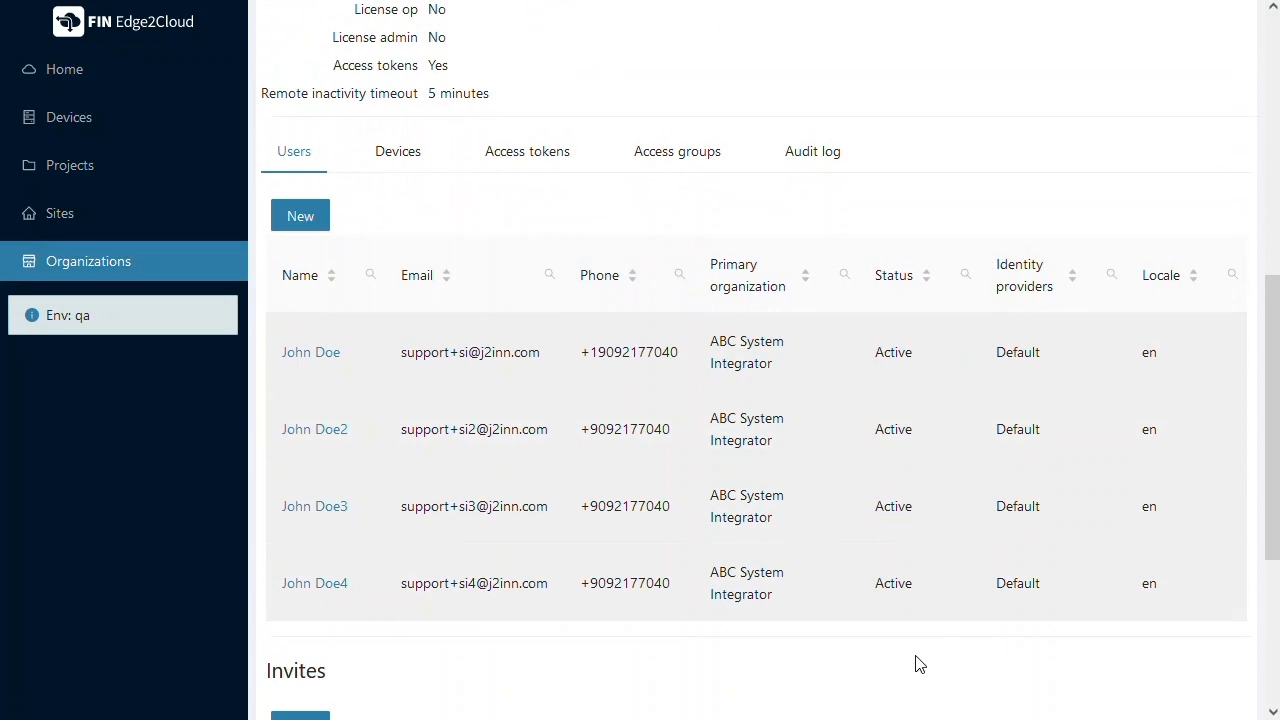 FIN Edge2Cloud
Home
Devices
Projects
Sites
Organizations
Env: qa
License op No
License admin No
Access tokens Yes
Remote inactivity timeout 5 minutes
Users Devices Access tokens Access groups Audit log
New
Name Email Phone Primary organization Status Identity providers Locale
John Doe support+si@j2inn.com +19092177040 ABC System Integrator Active Default en
John Doe2 support+si2@j2inn.com +9092177040 ABC System Integrator Active Default en
John Doe3 support+si3@j2inn.com +9092177040 ABC System Integrator Active Default en
John Doe4 support+si4@j2inn.com +9092177040 ABC System Integrator Active Default en
Invites